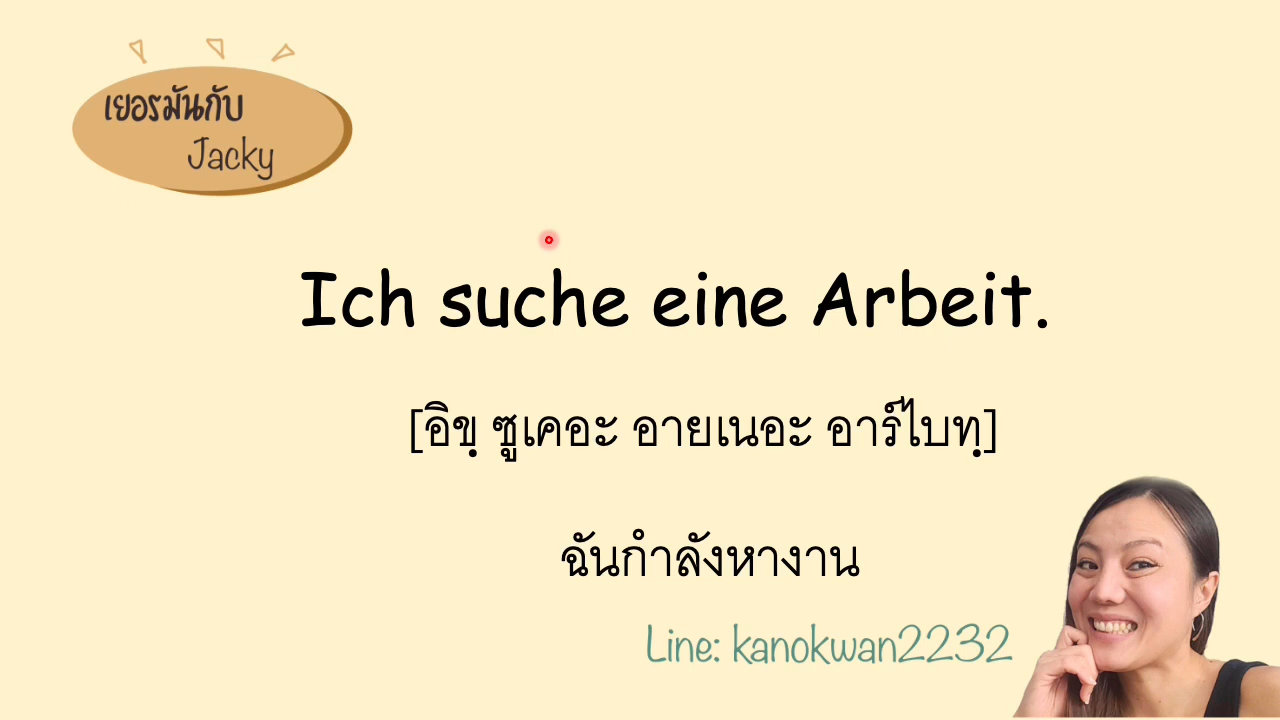 เยอรมันกับ
Jacky
Ich suche eine Arbeit.
[อิขฺ ซูเคอะ อายเนอะ อาร์ไบทฺ]
ฉันกำลังหางาน
Line: kanokwan2232